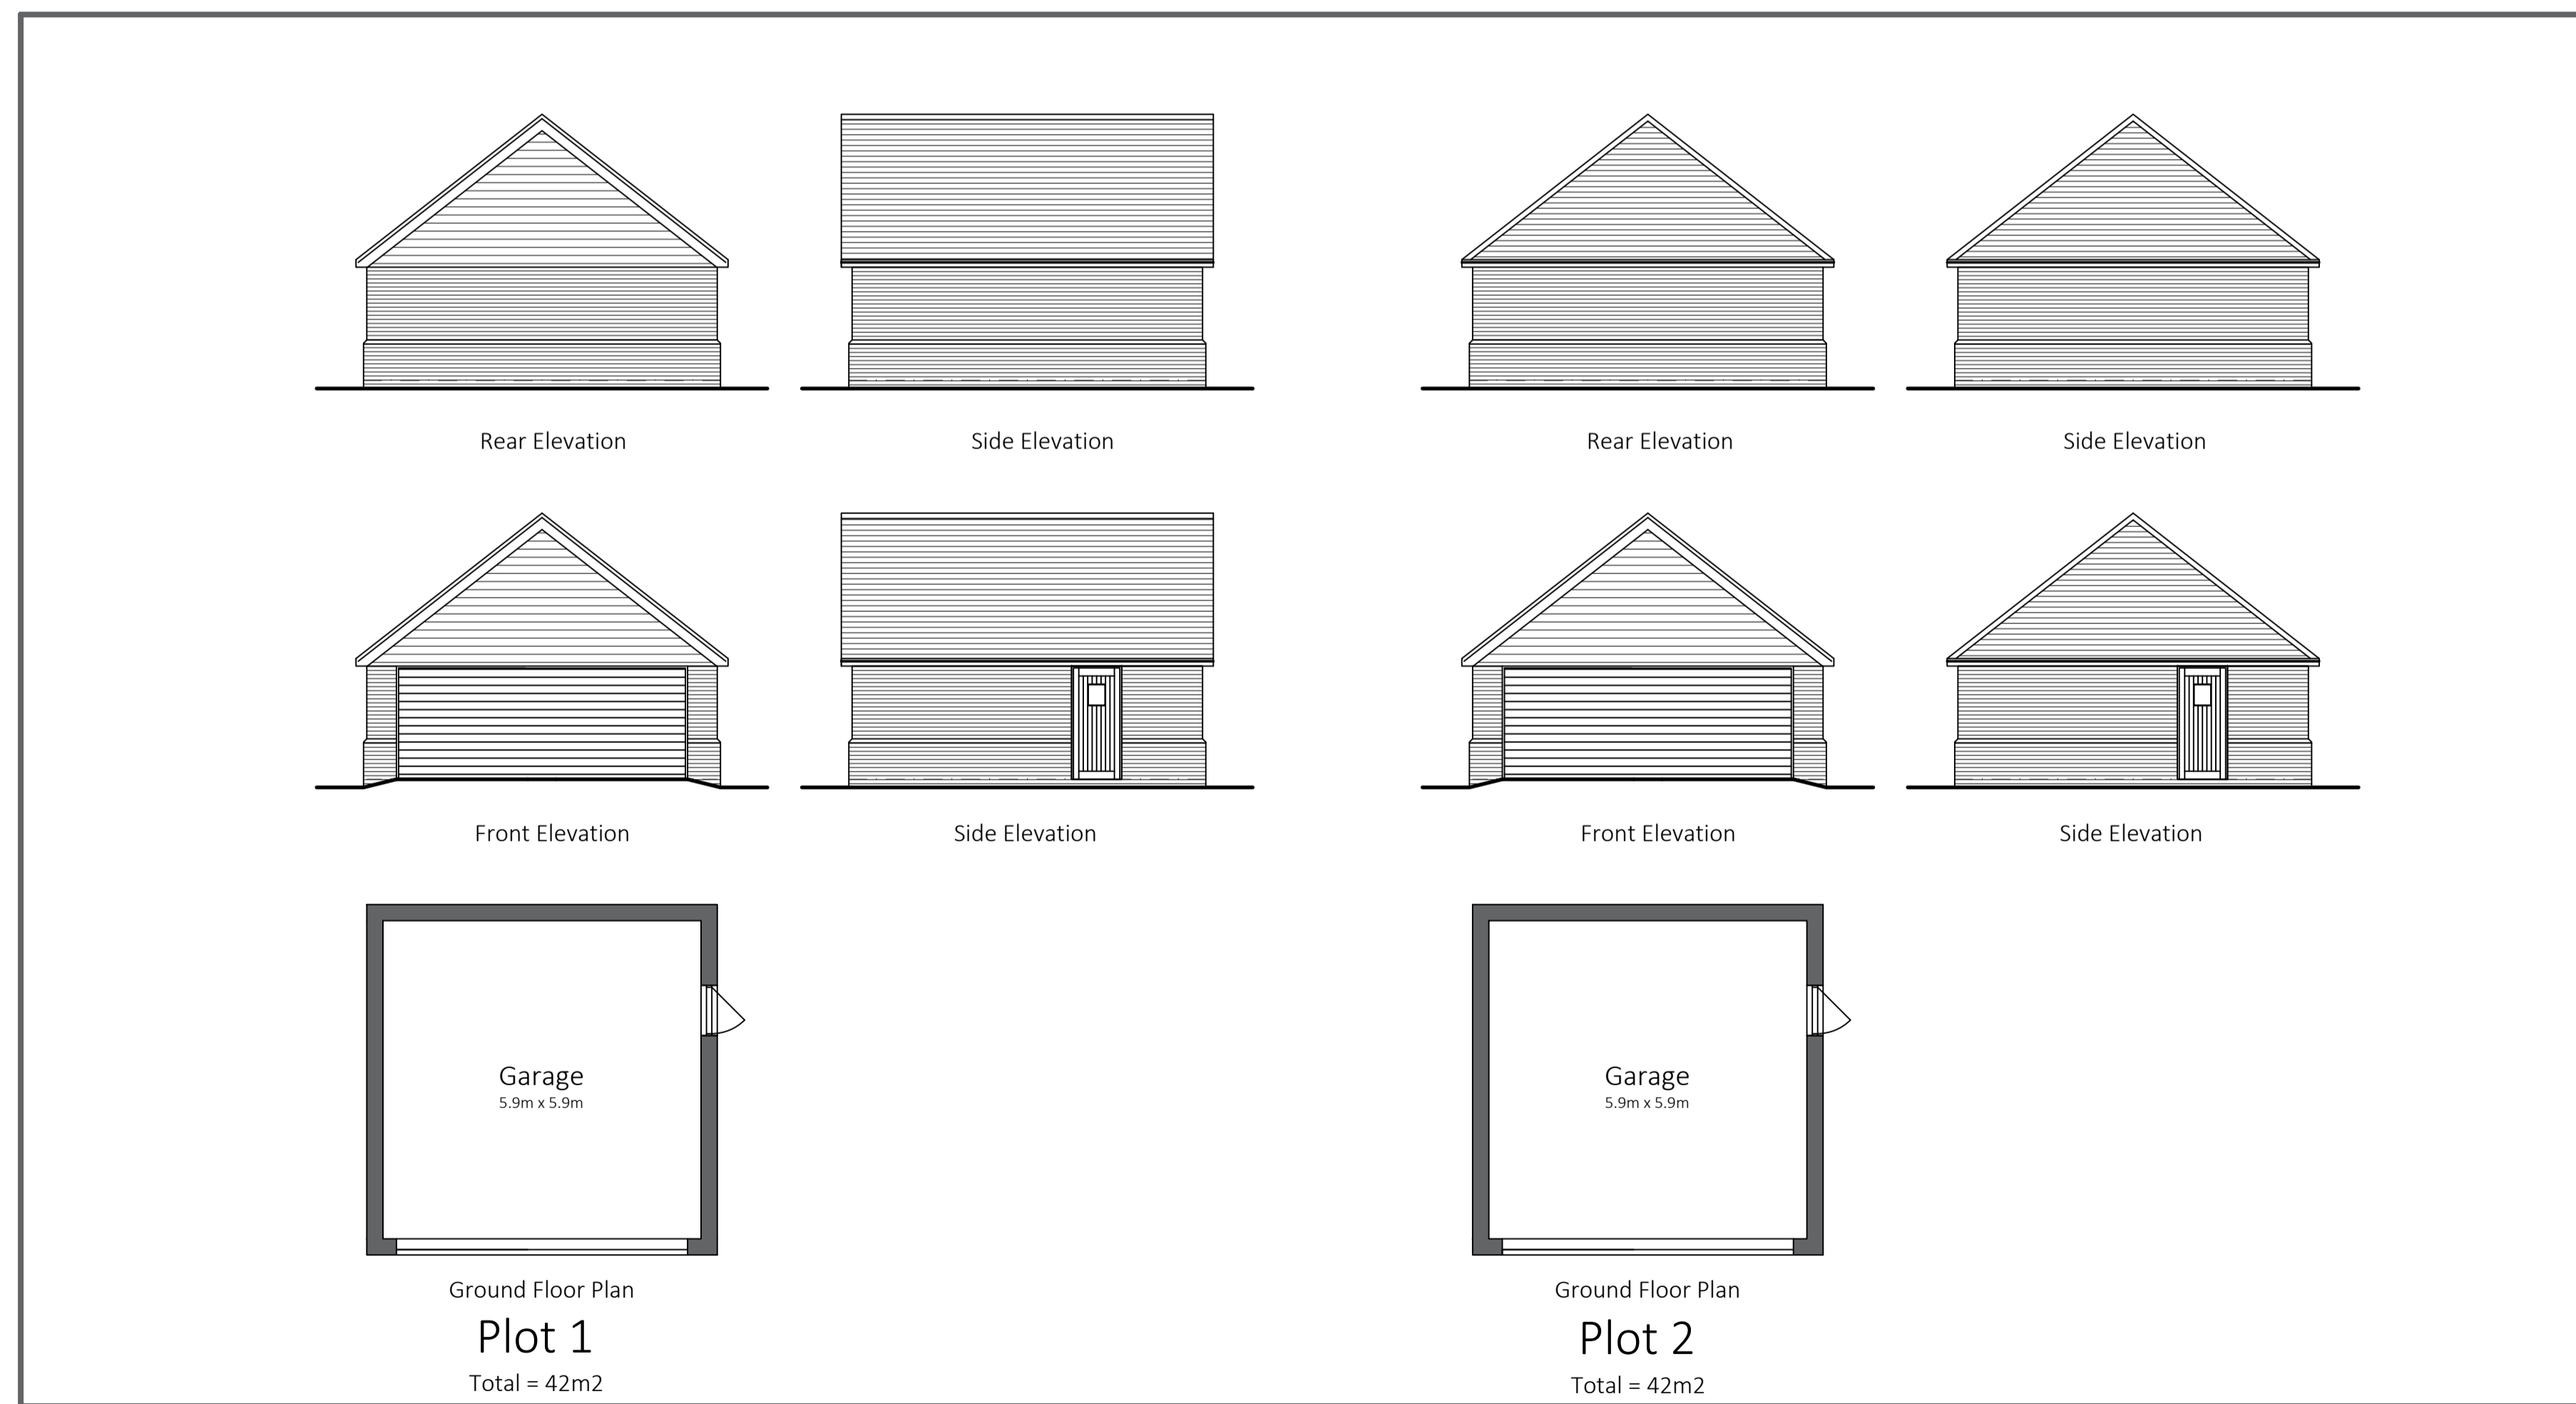 Rear Elevation
Side Elevation
Rear Elevation
Side Elevation
Front Elevation
Side Elevation
Front Elevation
Side Elevation
Garage
5.9m x 5.9m
Garage
5.9m x 5.9m
Ground Floor Plan
Plot 1
Total = 42m2
Ground Floor Plan
Plot 2
Total = 42m2